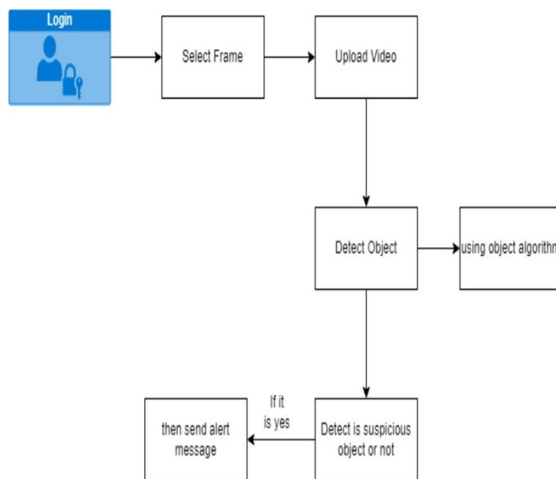 Login
Select Frame
Upload Video
Detect Object
using object algorithm
If it
is yes
then send alert
message
Detect is suspicious
object or not